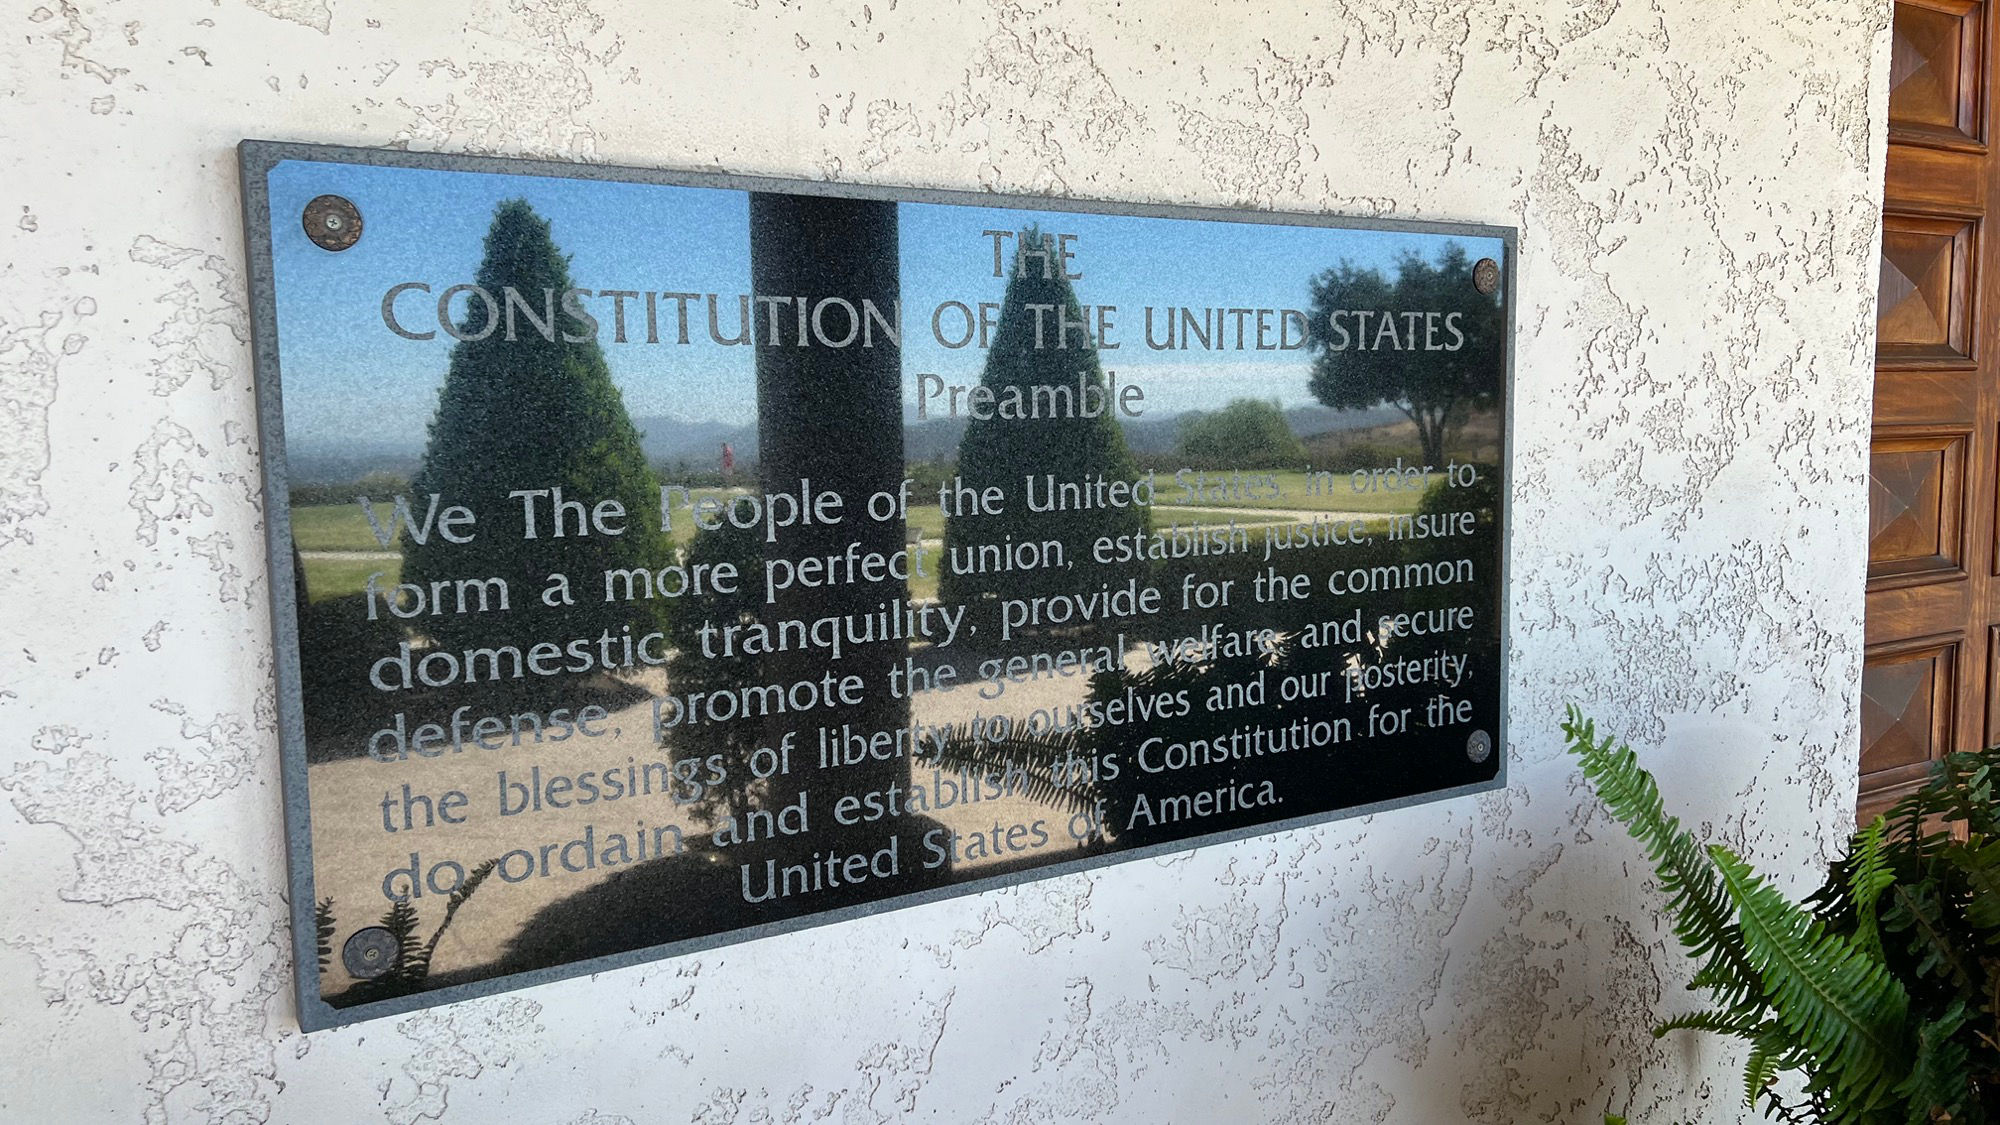 THE
CONSTITUTION OF THE UNITED STATES
Preamble
We The People of the United States, in order to
form a more perfect union, establish justice, insure
domestic tranquility, provide for the common
defense, promote the general welfare, and secure
the blessings of liberty to ourselves and our posterity,
do ordain and establish this Constitution for the
United States of America.